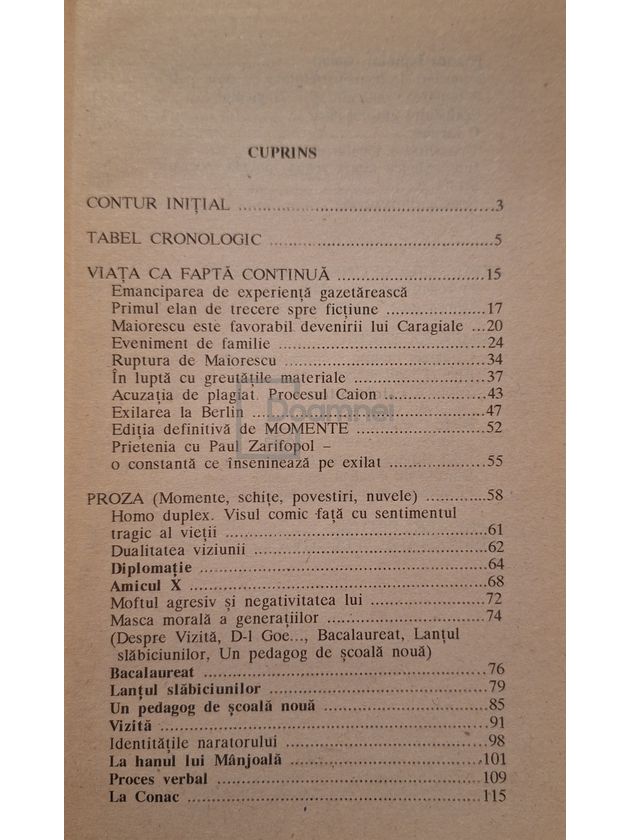 CUPRINS
CONTUR INIȚIAL ........ 3
TABEL CRONOLOGIC ........ 5
VIAȚA CA FAPTĂ CONTINUĂ ........ 15
Emanciparea de experiență gazetărească
Primul elan de trecere spre ficțiune ........ 17
Maiorescu este favorabil devenirii lui Caragiale ...20
Eveniment de familie ........ 24
Ruptura de Maiorescu ........ 34
În luptă cu greutățile materiale ........ 37
Acuzația de plagiat. Procesul Caion ........ 43
Exilarea la Berlin ........ 47
Ediția definitivă de MOMENTE ........ 52
Prietenia cu Paul Zarifopol –
o constantă ce înseninează pe exilat ........ 55
PROZA (Momente, schițe, povestiri, nuvele) ........ 58
Homo duplex. Visul comic față cu sentimentul
tragic al vieții ........ 61
Dualitatea viziunii ........ 62
Diplomație ........ 64
Amicul X ........ 68
Moftul agresiv și negativitatea lui ........ 72
Masca morală a generațiilor ........ 74
(Despre Vizită, D-l Goe..., Bacalaureat, Lanțul
slăbiciunilor, Un pedagog de școală nouă)
Bacalaureat ........ 76
Lanțul slăbiciunilor ........ 79
Un pedagog de școală nouă ........ 85
Vizită ........ 91
Identitățile naratorului ........ 98
La hanul lui Mânjoală ........ 101
Proces verbal ........ 109
La Conac ........ 115